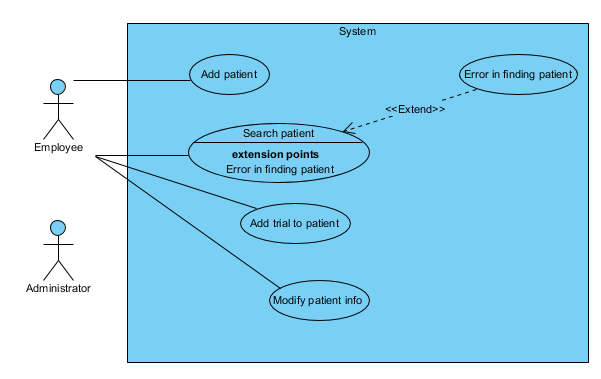 System
Add patient
Error in finding patient
<<Extend>>
Employee
Search patient
extension points
Error in finding patient
Add trial to patient
Administrator
Modify patient info